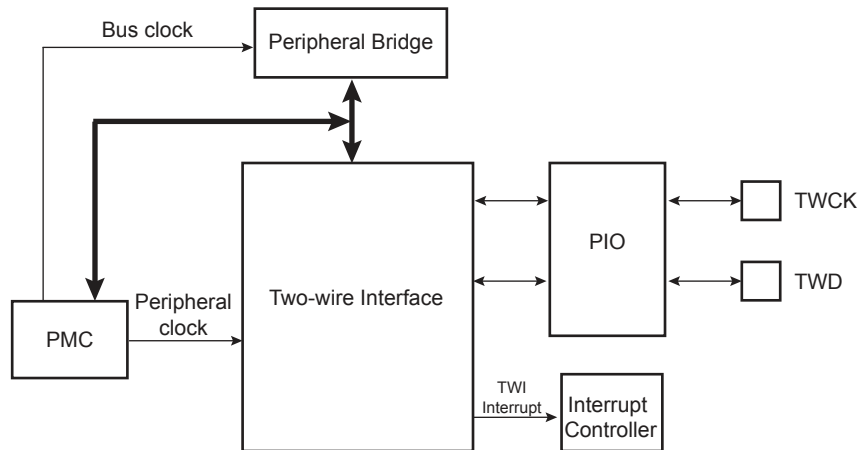 Bus clock
Peripheral Bridge
TWCK
PIO
TWD
Two-wire Interface
Peripheral
clock
PMC
TWI
Interrupt
Interrupt
Controller